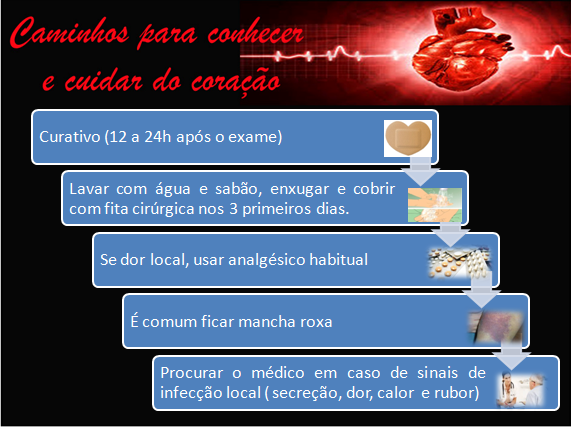 Caminhos para conhecer
e cuidar do coração
Curativo (12 a 24h após o exame)
Lavar com água e sabão, enxugar e cobrir
com fita cirúrgica nos 3 primeiros dias.
Se dor local, usar analgésico habitual
É comum ficar mancha roxa
Procurar o médico em caso de sinais de
infecção local ( secreção, dor, calor e rubor)